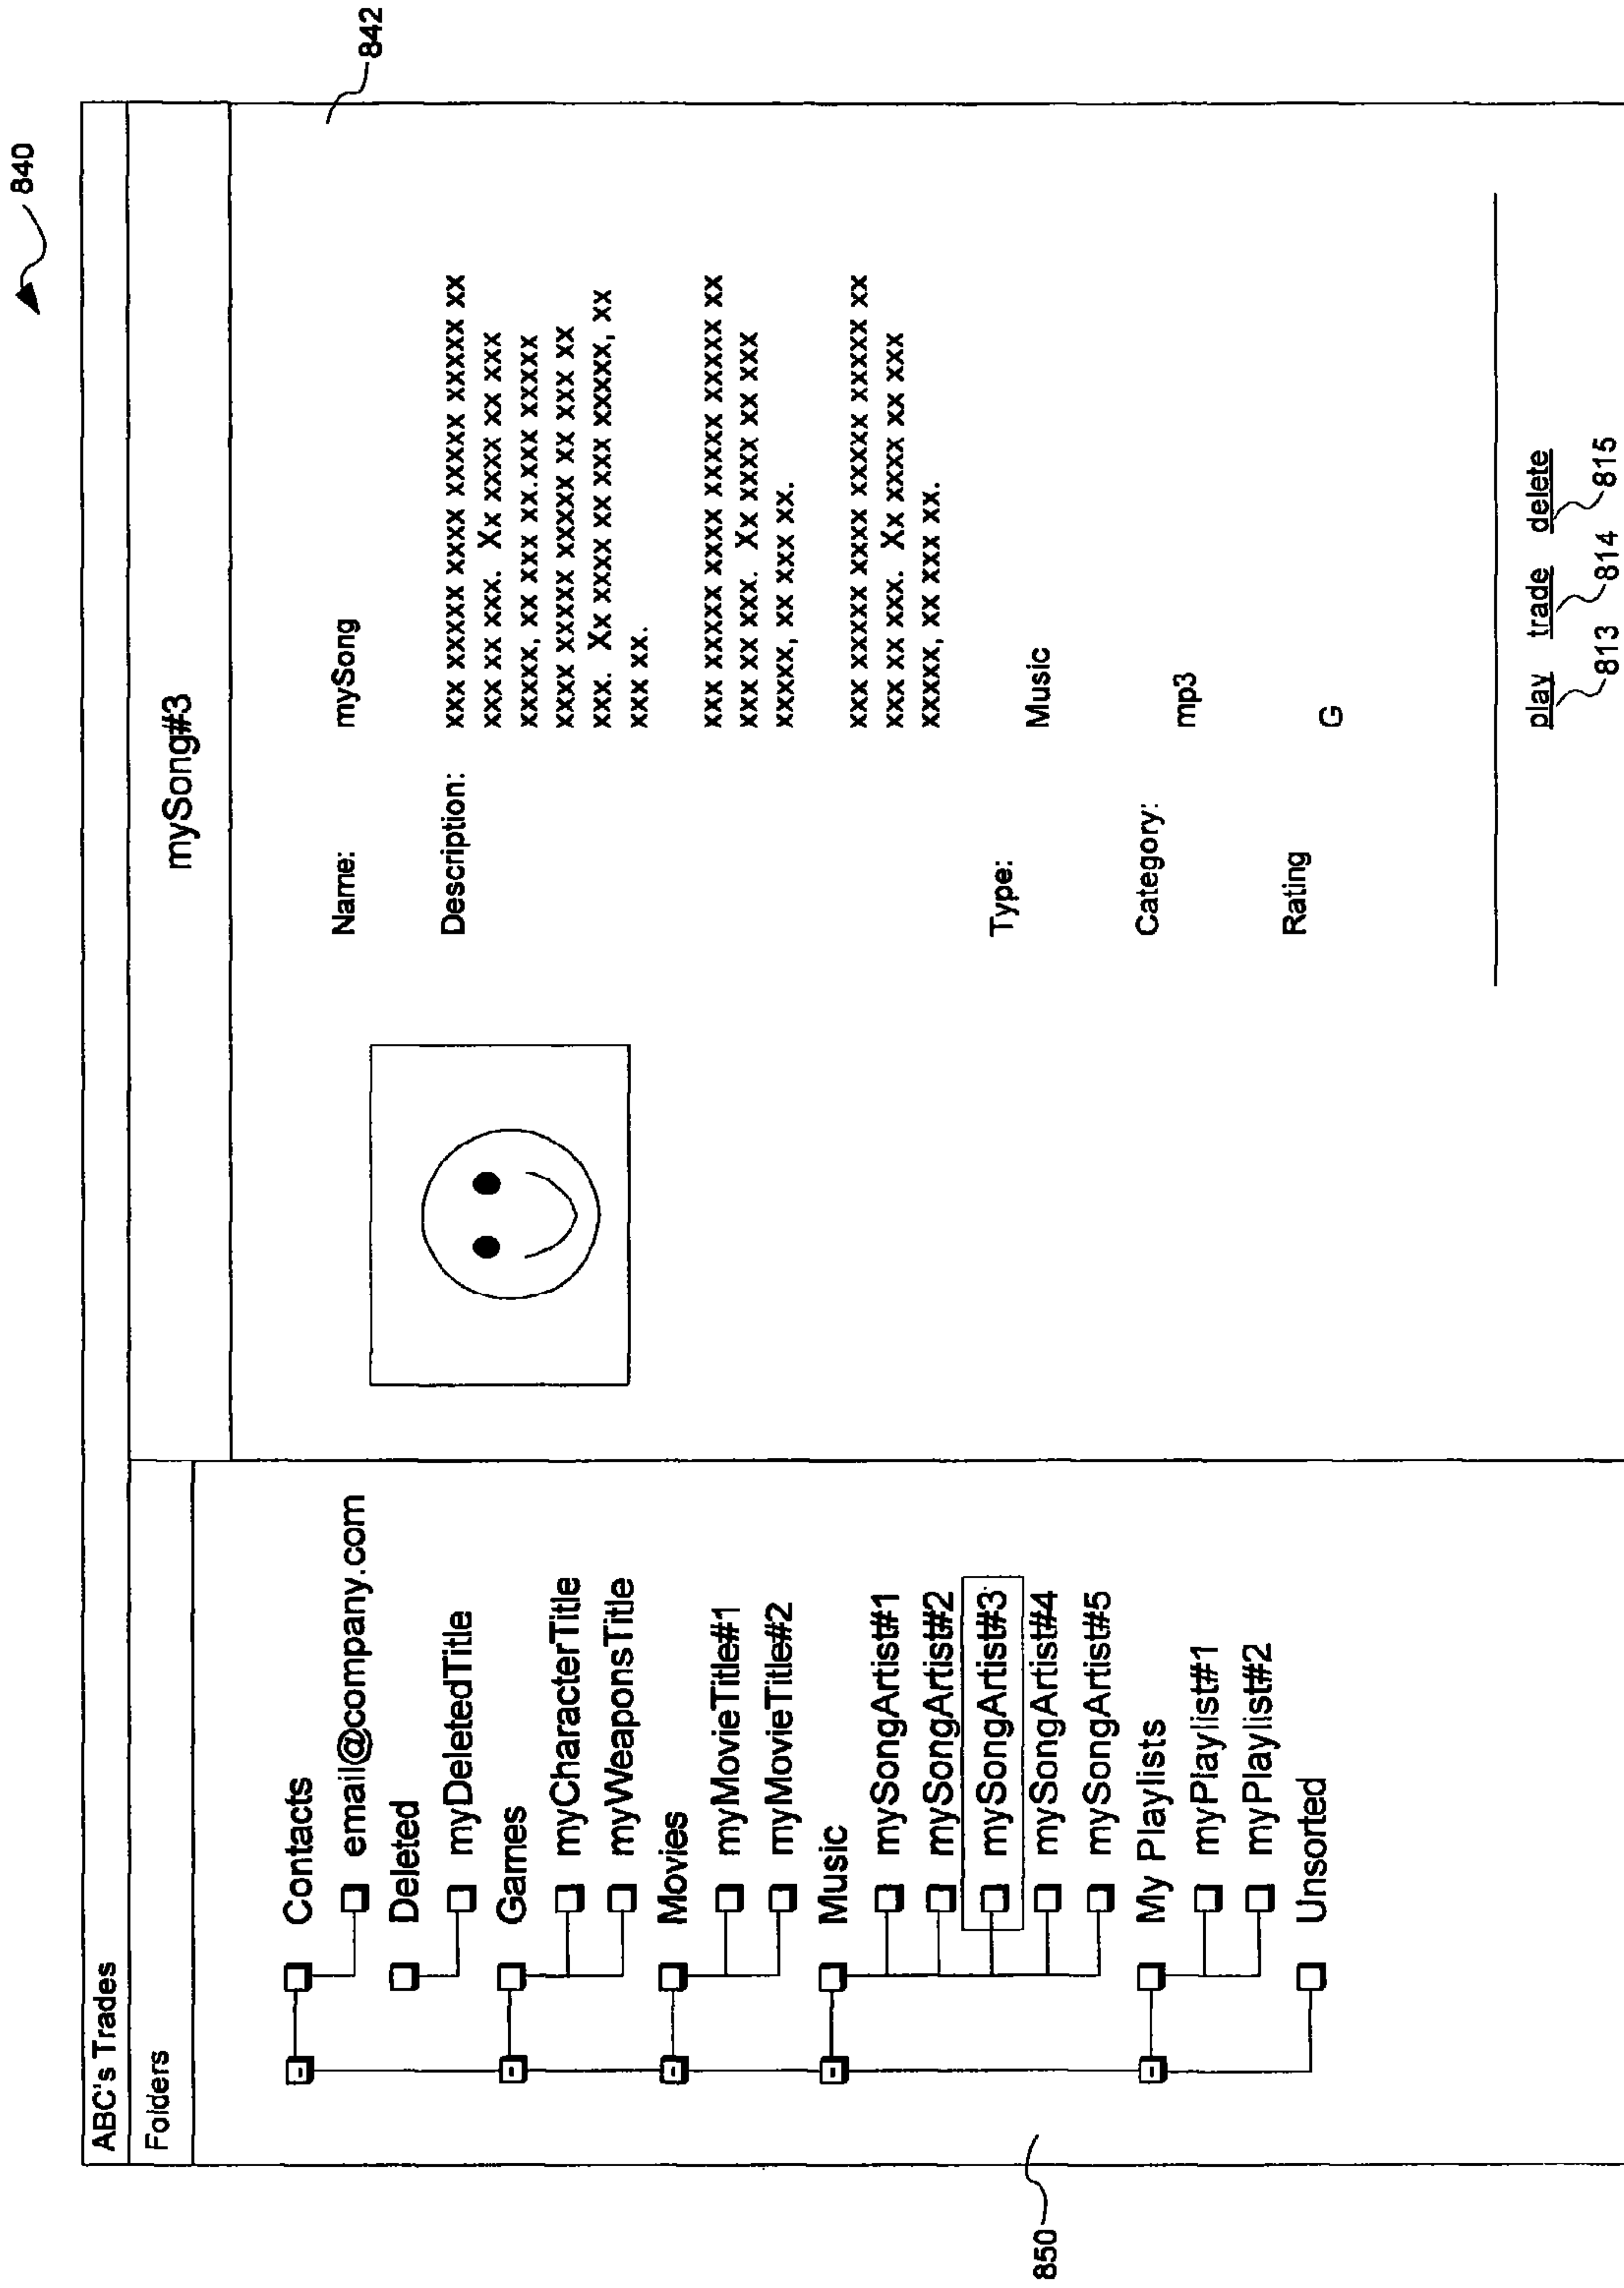 840
ABC's Trades
Folders
mySong#3
842
Contacts
email@company.com
Deleted
myDeletedTitle
Games
myCharacterTitle
myWeaponsTitle
Movies
myMovieTitle#1
myMovieTitle#2
Music
mySongArtist#1
mySongArtist#2
mySongArtist#3
mySongArtist#4
mySongArtist#5
My Playlists
myPlaylist#1
myPlaylist#2
Unsorted
850
Name: mySong
Description: xxx xxxxx xxxx xxxxx xxxxx xx
xxx xx xxx. Xx xxxx xx xxx
xxxxx, xx xxx xx.xxx xxxxx
xxxx xxxxx xxxxx xx xxx xx
xxx. Xx xxxx xx xxx xxxxx, xx
xxx xx.
xxx xxxxx xxxx xxxxx xxxxx xx
xxx xx xxx. Xx xxxx xx xxx
xxxxx, xx xxx xx.
xxx xxxxx xxxx xxxxx xxxxx xx
xxx xx xxx. Xx xxxx xx xxx
xxxxx, xx xxx xx.
Type: Music
Category: mp3
Rating G
play trade delete
813 814 815